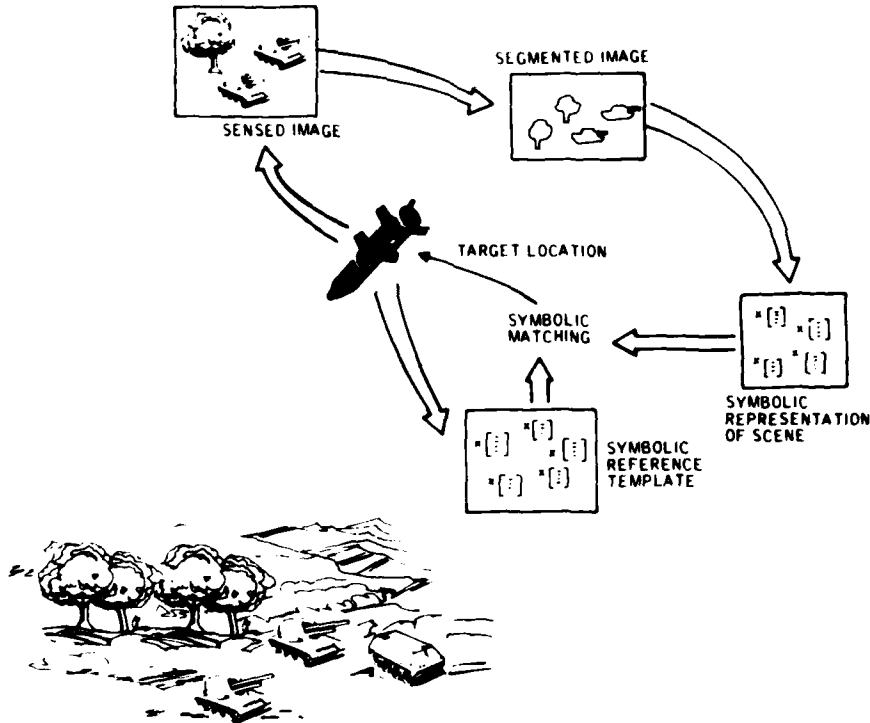 SEGMENTED IMAGE
SENSED IMAGE
TARGET LOCATION
SYMBOLIC
MATCHING
SYMBOLIC
REPRESENTATION
OF SCENE
SYMBOLIC
REFERENCE
TEMPLATE